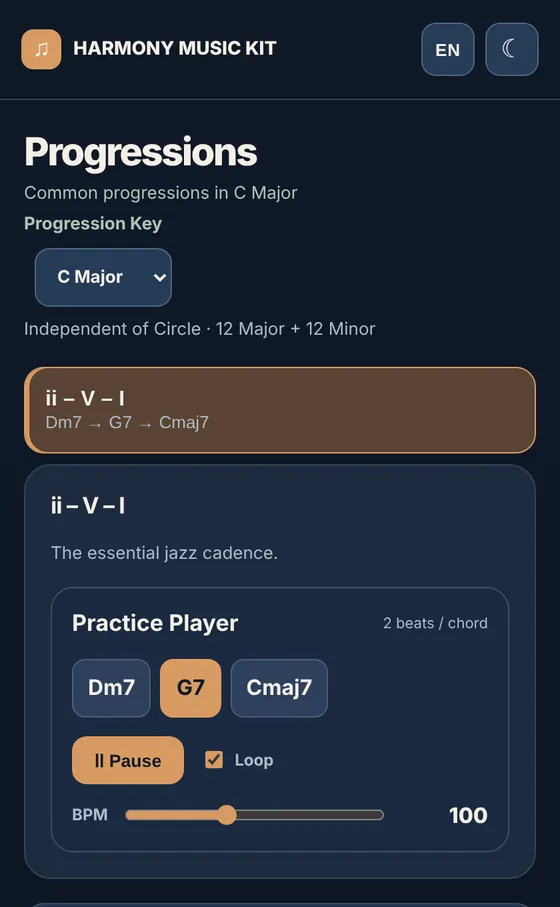 HARMONY MUSIC KIT
EN
Progressions
Common progressions in C Major
Progression Key
C Major
Independent of Circle · 12 Major + 12 Minor
ii – V – I
Dm7 → G7 → Cmaj7
ii – V – I
The essential jazz cadence.
Practice Player
2 beats / chord
Dm7
G7
Cmaj7
II Pause
Loop
BPM
100